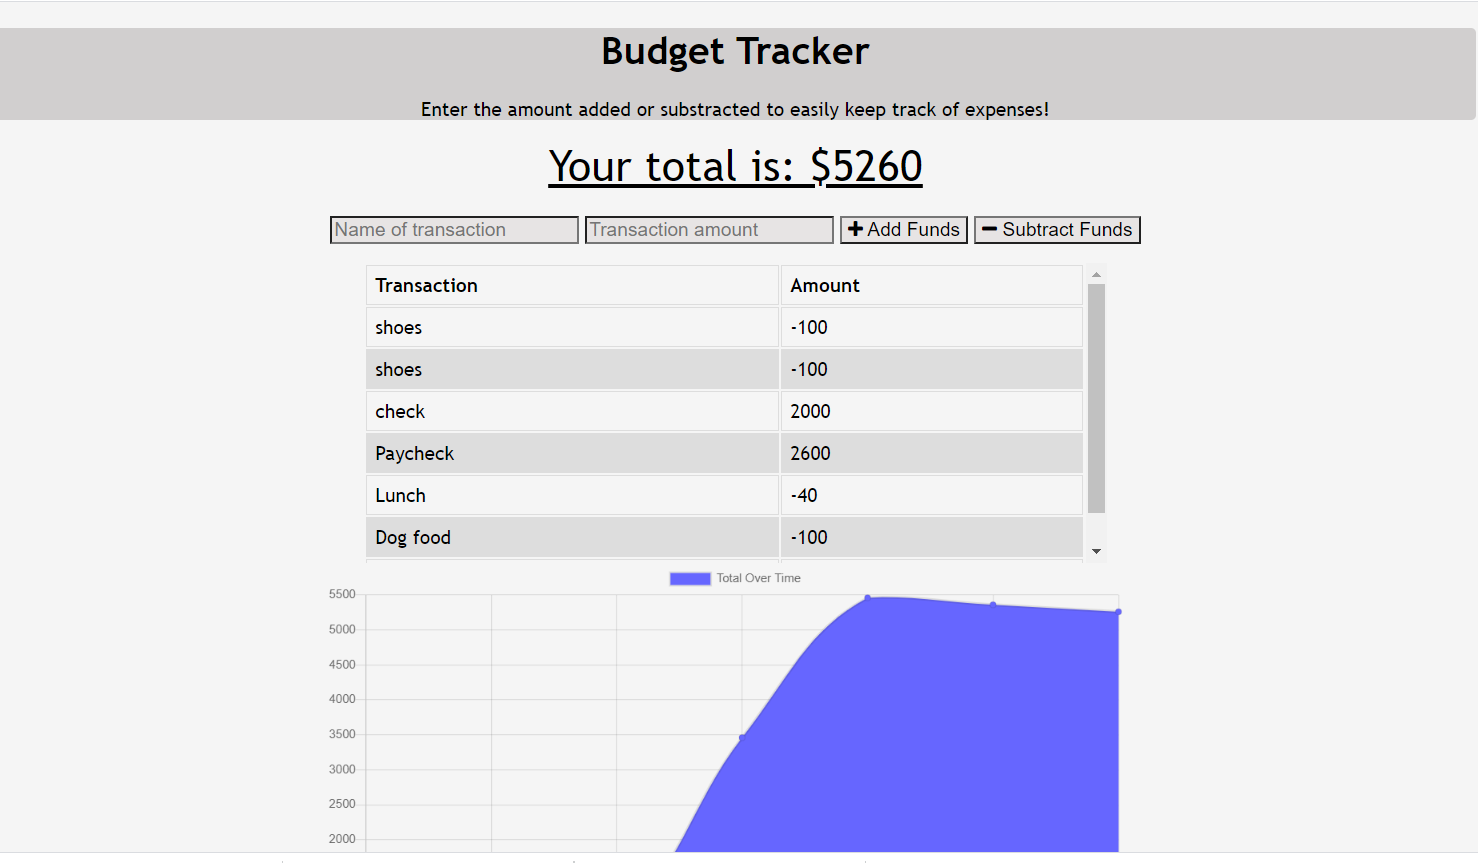 Budget Tracker
Enter the amount added or substracted to easily keep track of expenses!
Your total is: $5260
Name of transaction Transaction amount Add Funds Subtract Funds
Transaction Amount
shoes -100
shoes -100
check 2000
Paycheck 2600
Lunch -40
Dog food -100
Total Over Time
5500
5000
4500
4000
3500
3000
2500
2000